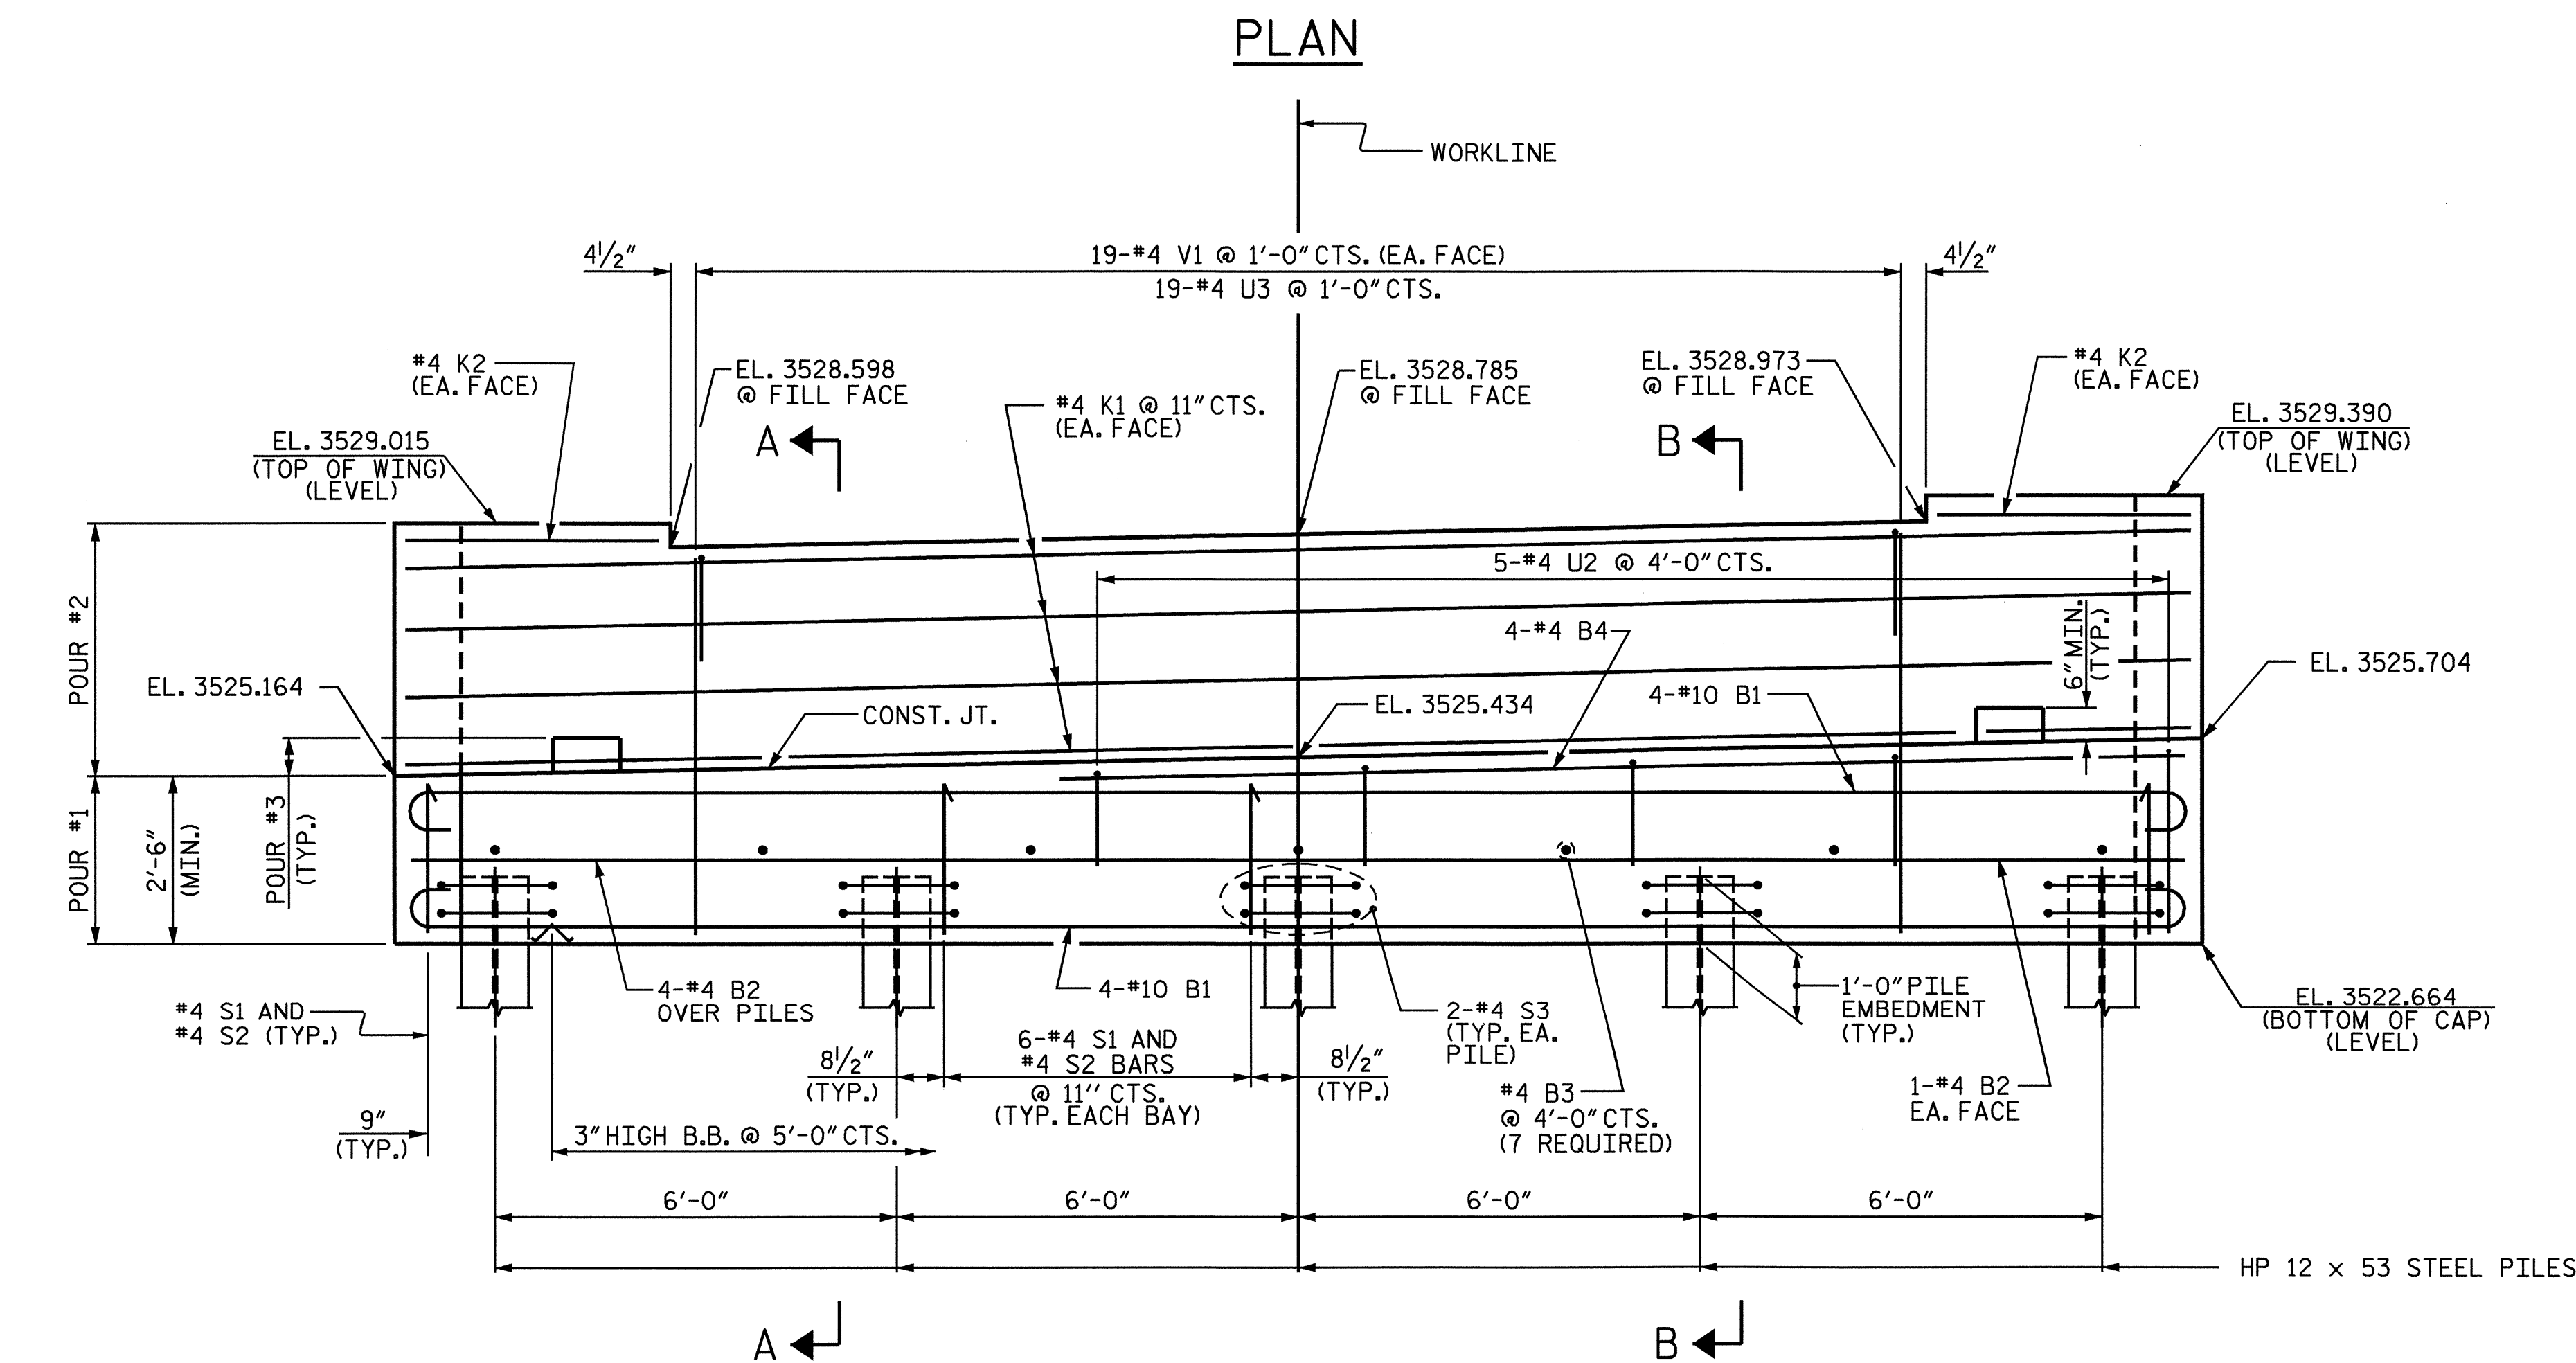 PLAN
WORKLINE
4½"
19-#4 V1 @ 1'-0" CTS. (EA. FACE)
19-#4 U3 @ 1'-0" CTS.
4½"
#4 K2
(EA. FACE)
EL. 3528.598
@ FILL FACE
EL. 3528.785
@ FILL FACE
EL. 3528.973
@ FILL FACE
#4 K2
(EA. FACE)
#4 K1 @ 11" CTS.
(EA. FACE)
EL. 3529.015
(TOP OF WING)
(LEVEL)
A
B
EL. 3529.390
(TOP OF WING)
(LEVEL)
5-#4 U2 @ 4'-0" CTS.
POUR #2
4-#4 B4
6" MIN.
(TYP.)
EL. 3525.164
CONST. JT.
EL. 3525.434
4-#10 B1
EL. 3525.704
POUR #1
2'-6"
(MIN.)
POUR #3
(TYP.)
#4 S1 AND
#4 S2 (TYP.)
4-#4 B2
OVER PILES
4-#10 B1
2-#4 S3
(TYP. EA.
PILE)
1'-0" PILE
EMBEDMENT
(TYP.)
EL. 3522.664
(BOTTOM OF CAP)
(LEVEL)
8½"
(TYP.)
6-#4 S1 AND
#4 S2 BARS
@ 11'' CTS.
(TYP. EACH BAY)
8½"
(TYP.)
#4 B3
@ 4'-0" CTS.
(7 REQUIRED)
1-#4 B2
EA. FACE
9"
(TYP.)
3" HIGH B.B. @ 5'-0" CTS.
6'-0"
6'-0"
6'-0"
6'-0"
HP 12 x 53 STEEL PILES
A
B